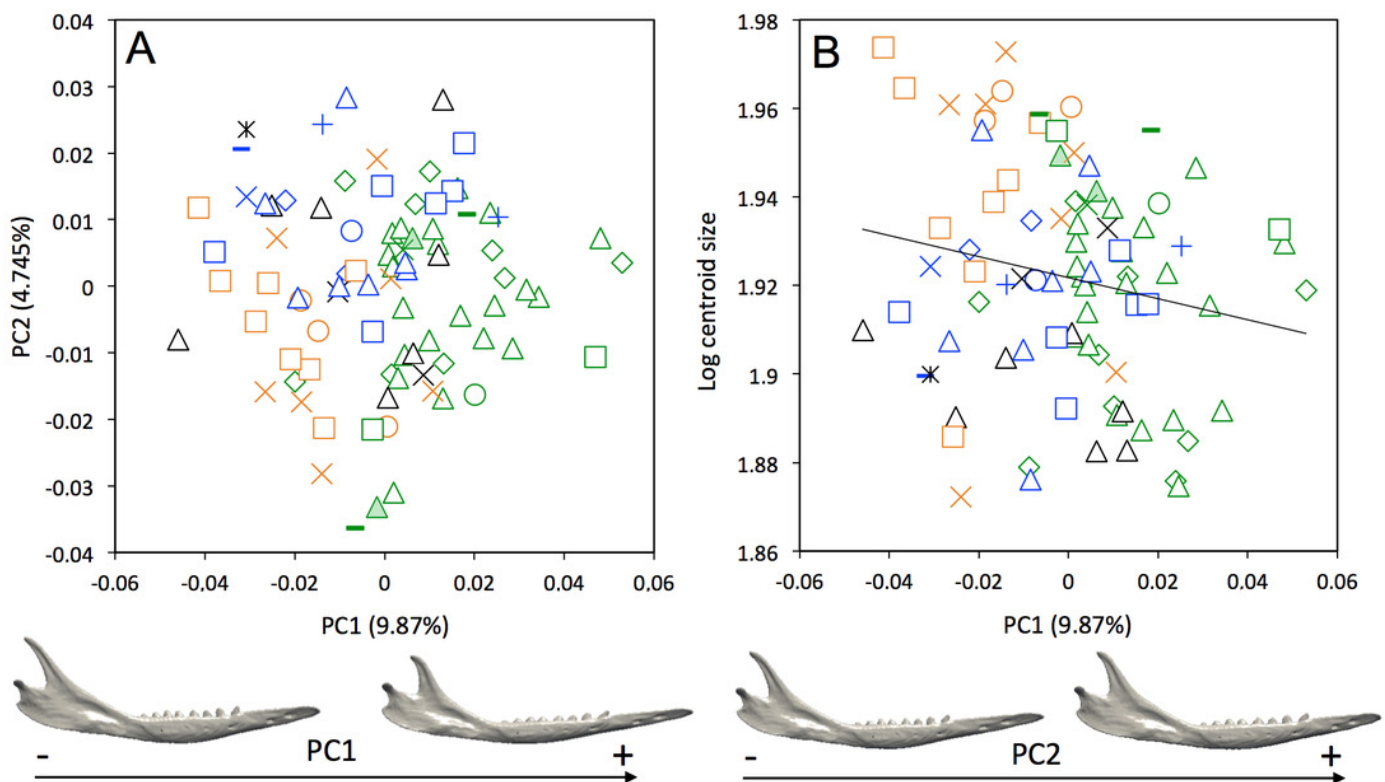 A
PC2 (4.745%)
0.04
0.03
0.02
0.01
0
-0.01
-0.02
-0.03
-0.04
-0.06 -0.04 -0.02 0 0,02 0.04 0.06
PC1 (9.87%)
B
Log centroid size
1.98
1.96
1.94
1.92
1.9
1.88
1.86
-0.06 -0.04 -0.02 0 0.02 0.04 0.06
PC1 (9.87%)
- PC1 +
- PC2 +